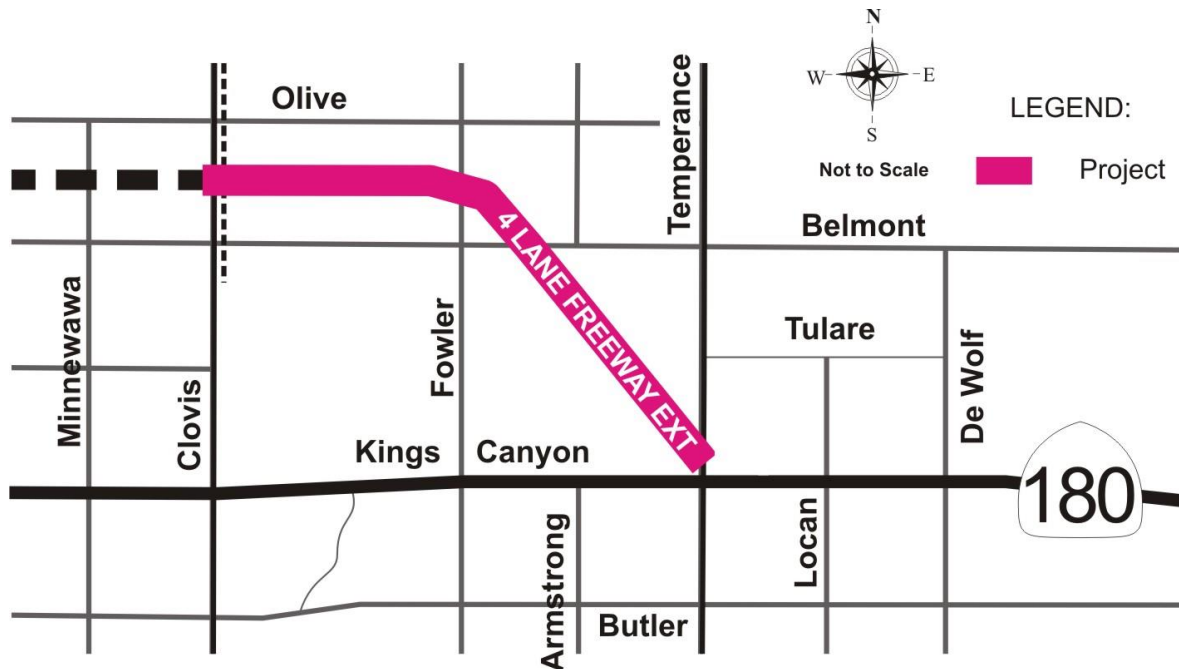 N
W
E
S
Olive
Temperance
LEGEND:
Not to Scale
Project
Belmont
4 LANE FREEWAY EXT
Minnewawa
Clovis
Fowler
Tulare
De Wolf
Kings Canyon
180
Armstrong
Locan
Butler